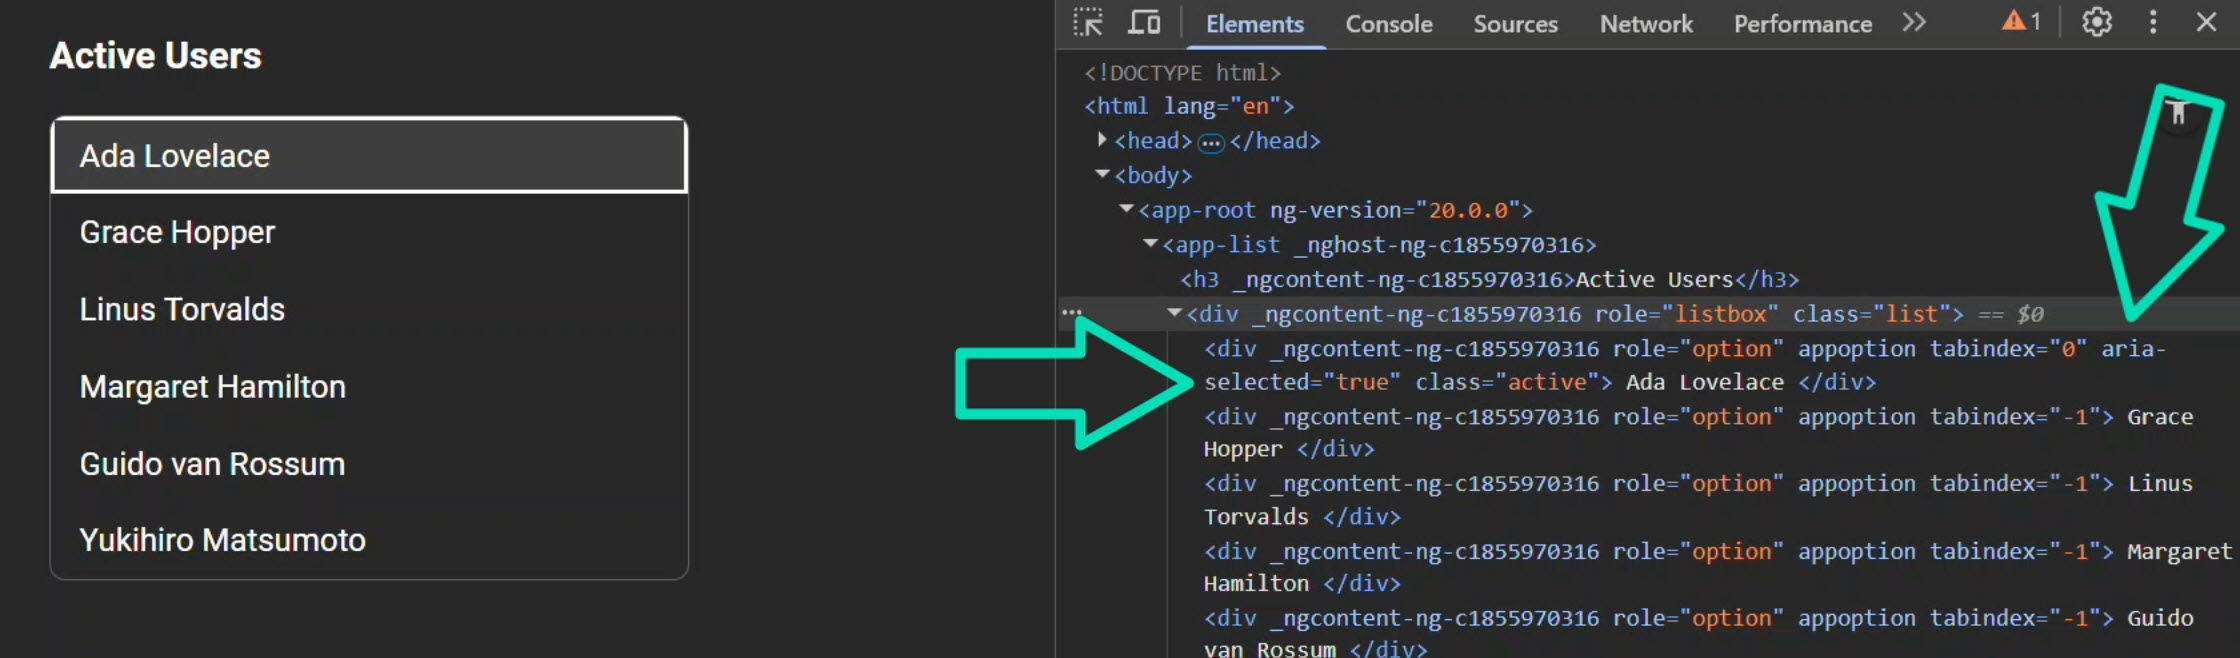 Active Users
Ada Lovelace
Grace Hopper
Linus Torvalds
Margaret Hamilton
Guido van Rossum
Yukihiro Matsumoto
Elements Console Sources Network Performance 1
<!DOCTYPE html>
<html lang="en">
<head>…</head>
<body>
<app-root ng-version="20.0.0">
<app-list _nghost-ng-c1855970316>
<h3 _ngcontent-ng-c1855970316>Active Users</h3>
<div _ngcontent-ng-c1855970316 role="listbox" class="list"> == $0
<div _ngcontent-ng-c1855970316 role="option" appoption tabindex="0" aria-
selected="true" class="active"> Ada Lovelace </div>
<div _ngcontent-ng-c1855970316 role="option" appoption tabindex="-1"> Grace
Hopper </div>
<div _ngcontent-ng-c1855970316 role="option" appoption tabindex="-1"> Linus
Torvalds </div>
<div _ngcontent-ng-c1855970316 role="option" appoption tabindex="-1"> Margaret
Hamilton </div>
<div _ngcontent-ng-c1855970316 role="option" appoption tabindex="-1"> Guido
van Rossum </div>